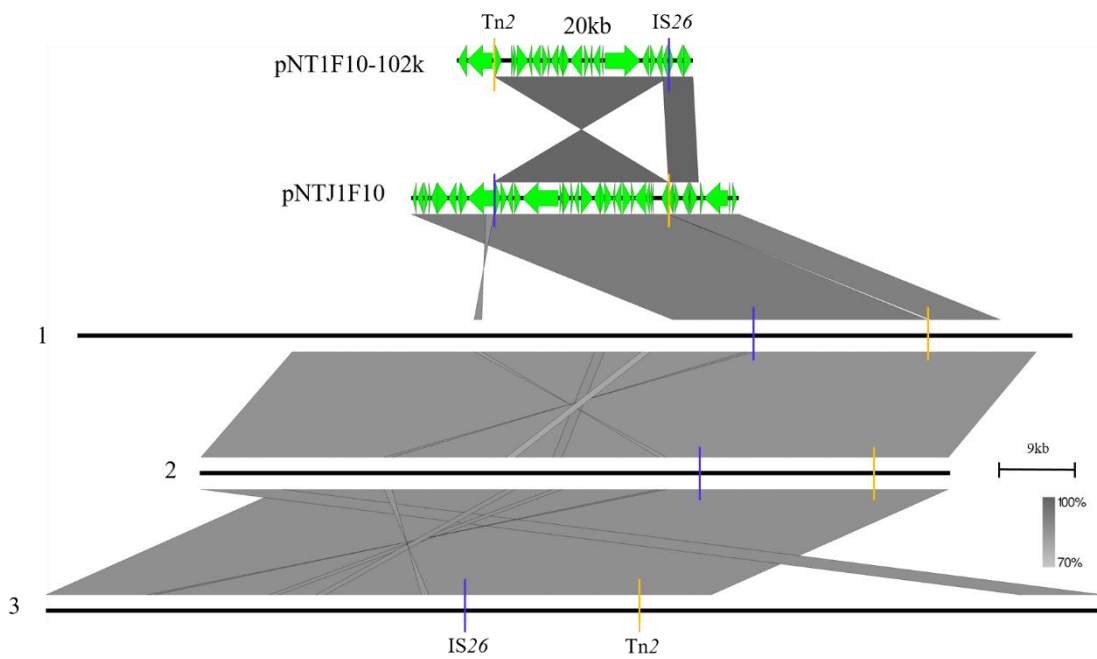 Tn2 20kb IS26
pNT1F10-102k
pNTJ1F10
1
2
9kb
100%
70%
3
IS26 Tn2